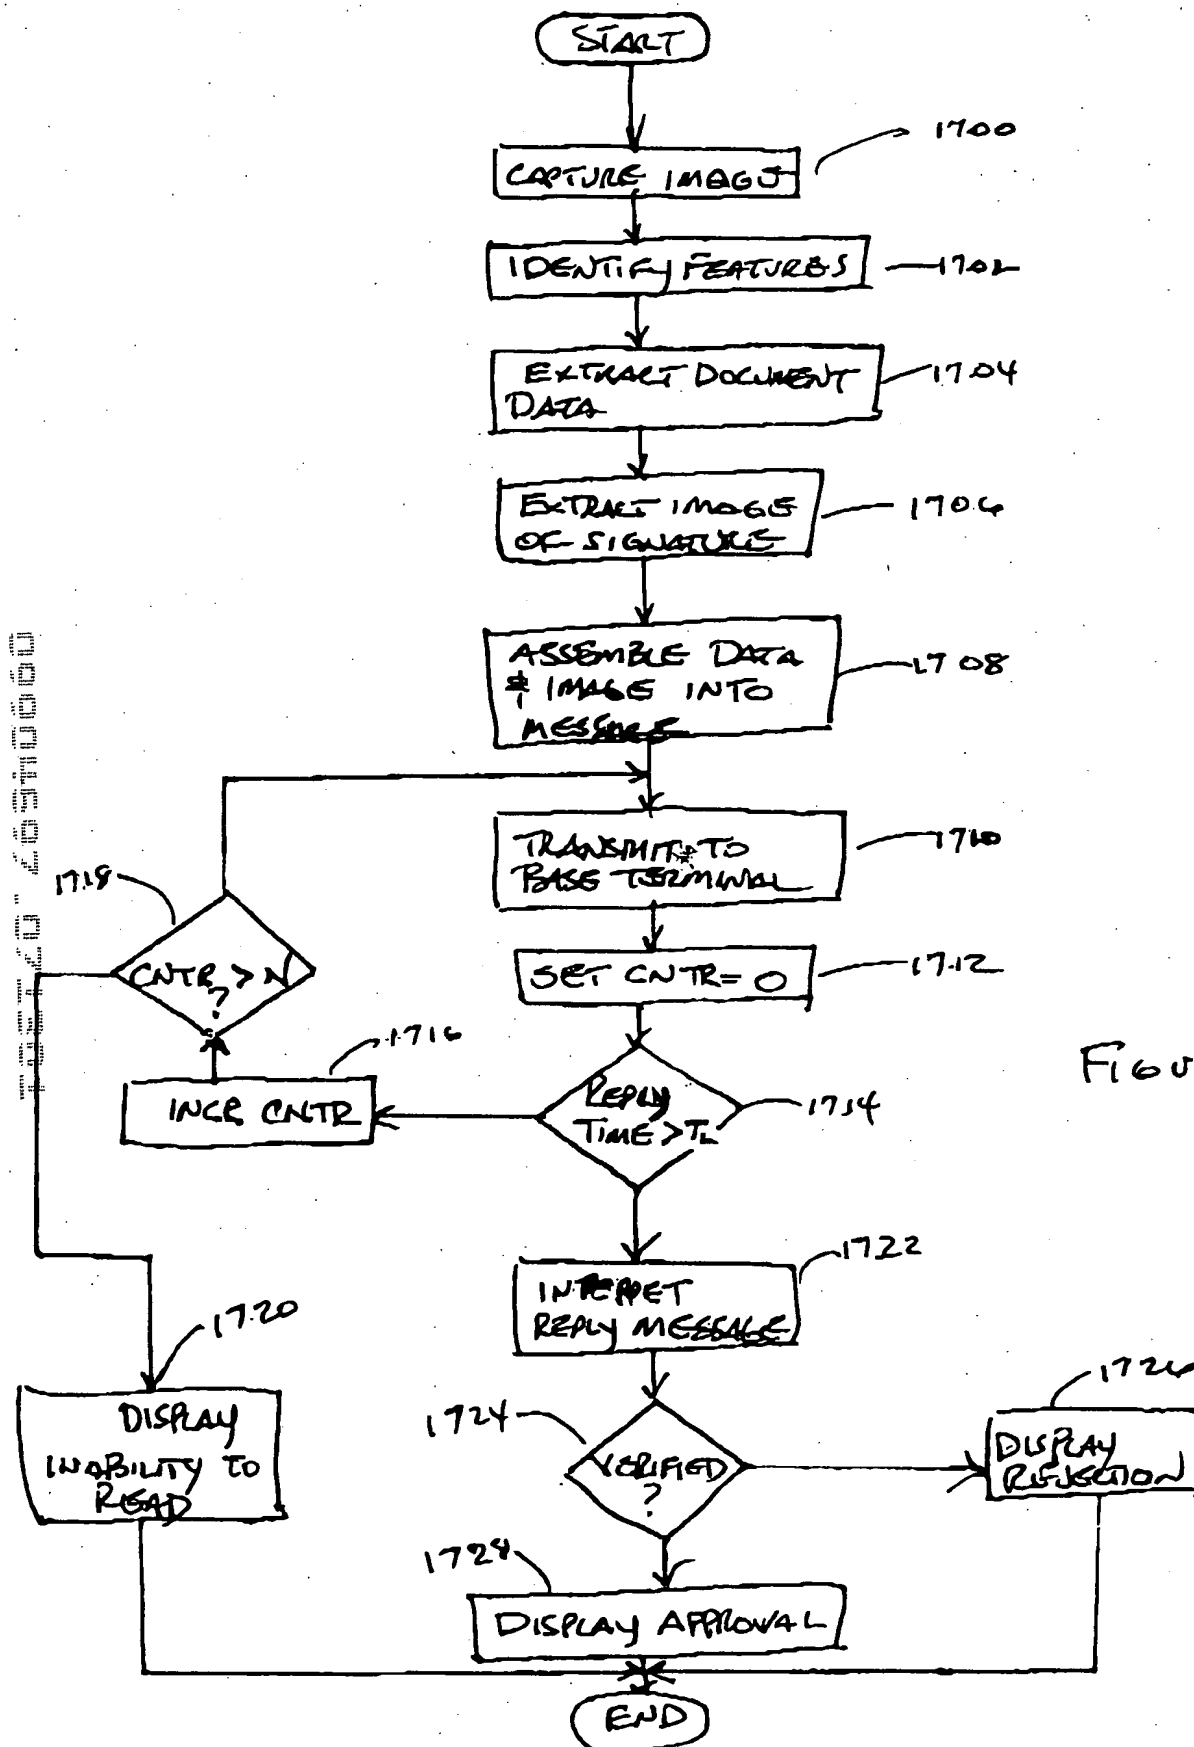 START
CAPTURE IMAGE
1700
IDENTIFY FEATURES
1702
EXTRACT DOCUMENT
DATA
1704
EXTRACT IMAGE
OF SIGNATURE
1706
ASSEMBLE DATA
& IMAGE INTO
MESSAGE
1708
TRANSMIT TO
BASE TERMINAL
1710
1718
CNTR > N
?
SET CNTR = 0
1712
1716
INCR CNTR
REPLY
TIME > TL
1714
FIGU
1722
INTEPPET
REPLY MESSAGE
1720
DISPLAY
INABILITY TO
READ
1724
VERIFIED
?
1726
DISPLAY
REJECTION
1728
DISPLAY APPROVAL
END